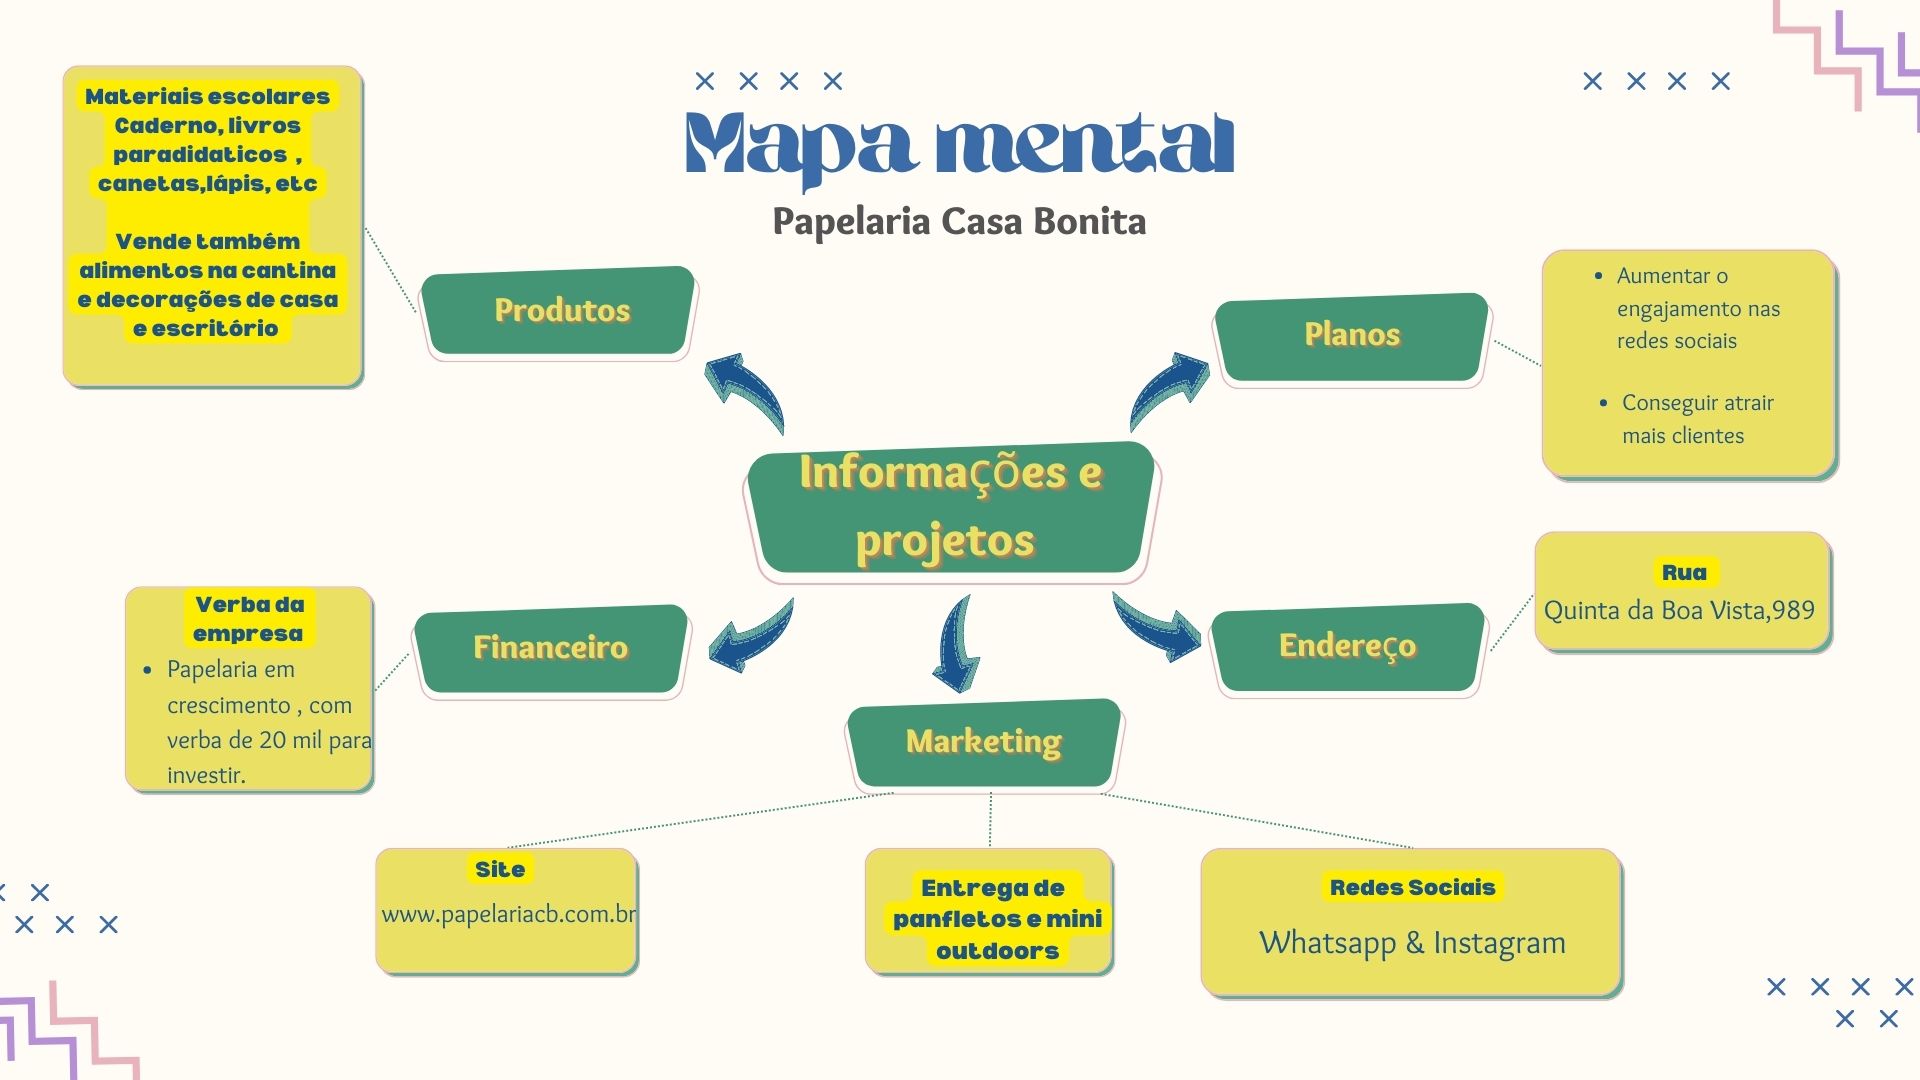 Mapa mental
Papelaria Casa Bonita
Materiais escolares
Caderno, livros
paradidaticos ,
canetas,lápis, etc
Vende também
alimentos na cantina
e decorações de casa
e escritório
Produtos
Planos
Aumentar o
engajamento nas
redes sociais
Conseguir atrair
mais clientes
Informações e
projetos
Verba da
empresa
Papelaria em
crescimento , com
verba de 20 mil para
investir.
Financeiro
Endereço
Rua
Quinta da Boa Vista,989
Marketing
Site
www.papelariacb.com.br
Entrega de
panfletos e mini
outdoors
Redes Sociais
Whatsapp & Instagram